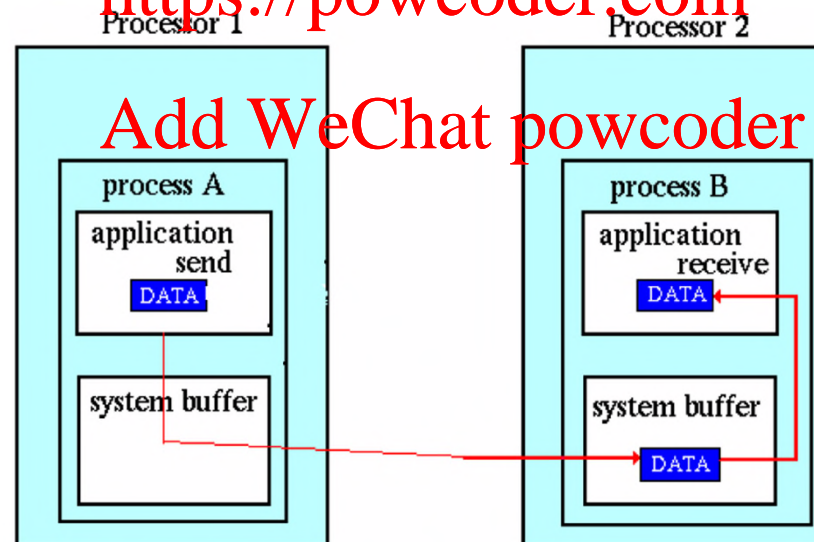 https://powcoder.com
Processor 1
Processor 2
Add WeChat powcoder
process A
process B
application
send
DATA
application
receive
DATA
system buffer
system buffer
DATA